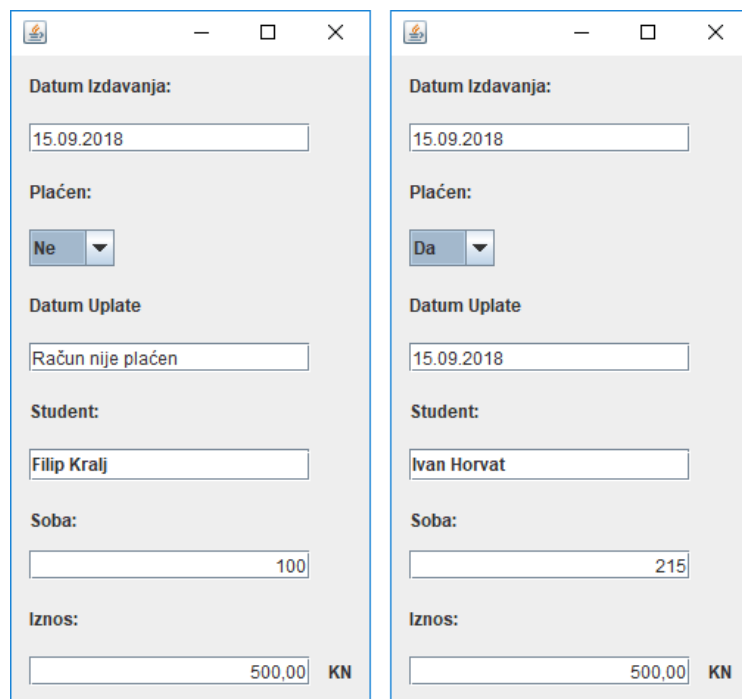 Datum Izdavanja:
15.09.2018
Plaćen:
Ne
Datum Uplate
Račun nije plaćen
Student:
Filip Kralj
Soba:
100
Iznos:
500,00 KN
Datum Izdavanja:
15.09.2018
Plaćen:
Da
Datum Uplate
15.09.2018
Student:
Ivan Horvat
Soba:
215
Iznos:
500,00 KN